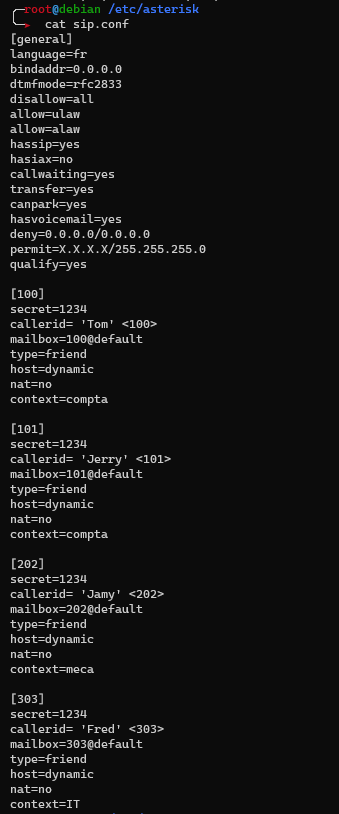 root@debian /etc/asterisk
cat sip.conf
[general]
language=fr
bindaddr=0.0.0.0
dtmfmode=rfc2833
disallow=all
allow=ulaw
allow=alaw
hassip=yes
hasiax=no
callwaiting=yes
transfer=yes
canpark=yes
hasvoicemail=yes
deny=0.0.0.0/0.0.0.0
permit=X.X.X.X/255.255.255.0
qualify=yes

[100]
secret=1234
callerid= 'Tom' <100>
mailbox=100@default
type=friend
host=dynamic
nat=no
context=compta

[101]
secret=1234
callerid= 'Jerry' <101>
mailbox=101@default
type=friend
host=dynamic
nat=no
context=compta

[202]
secret=1234
callerid= 'Jamy' <202>
mailbox=202@default
type=friend
host=dynamic
nat=no
context=meca

[303]
secret=1234
callerid= 'Fred' <303>
mailbox=303@default
type=friend
host=dynamic
nat=no
context=IT